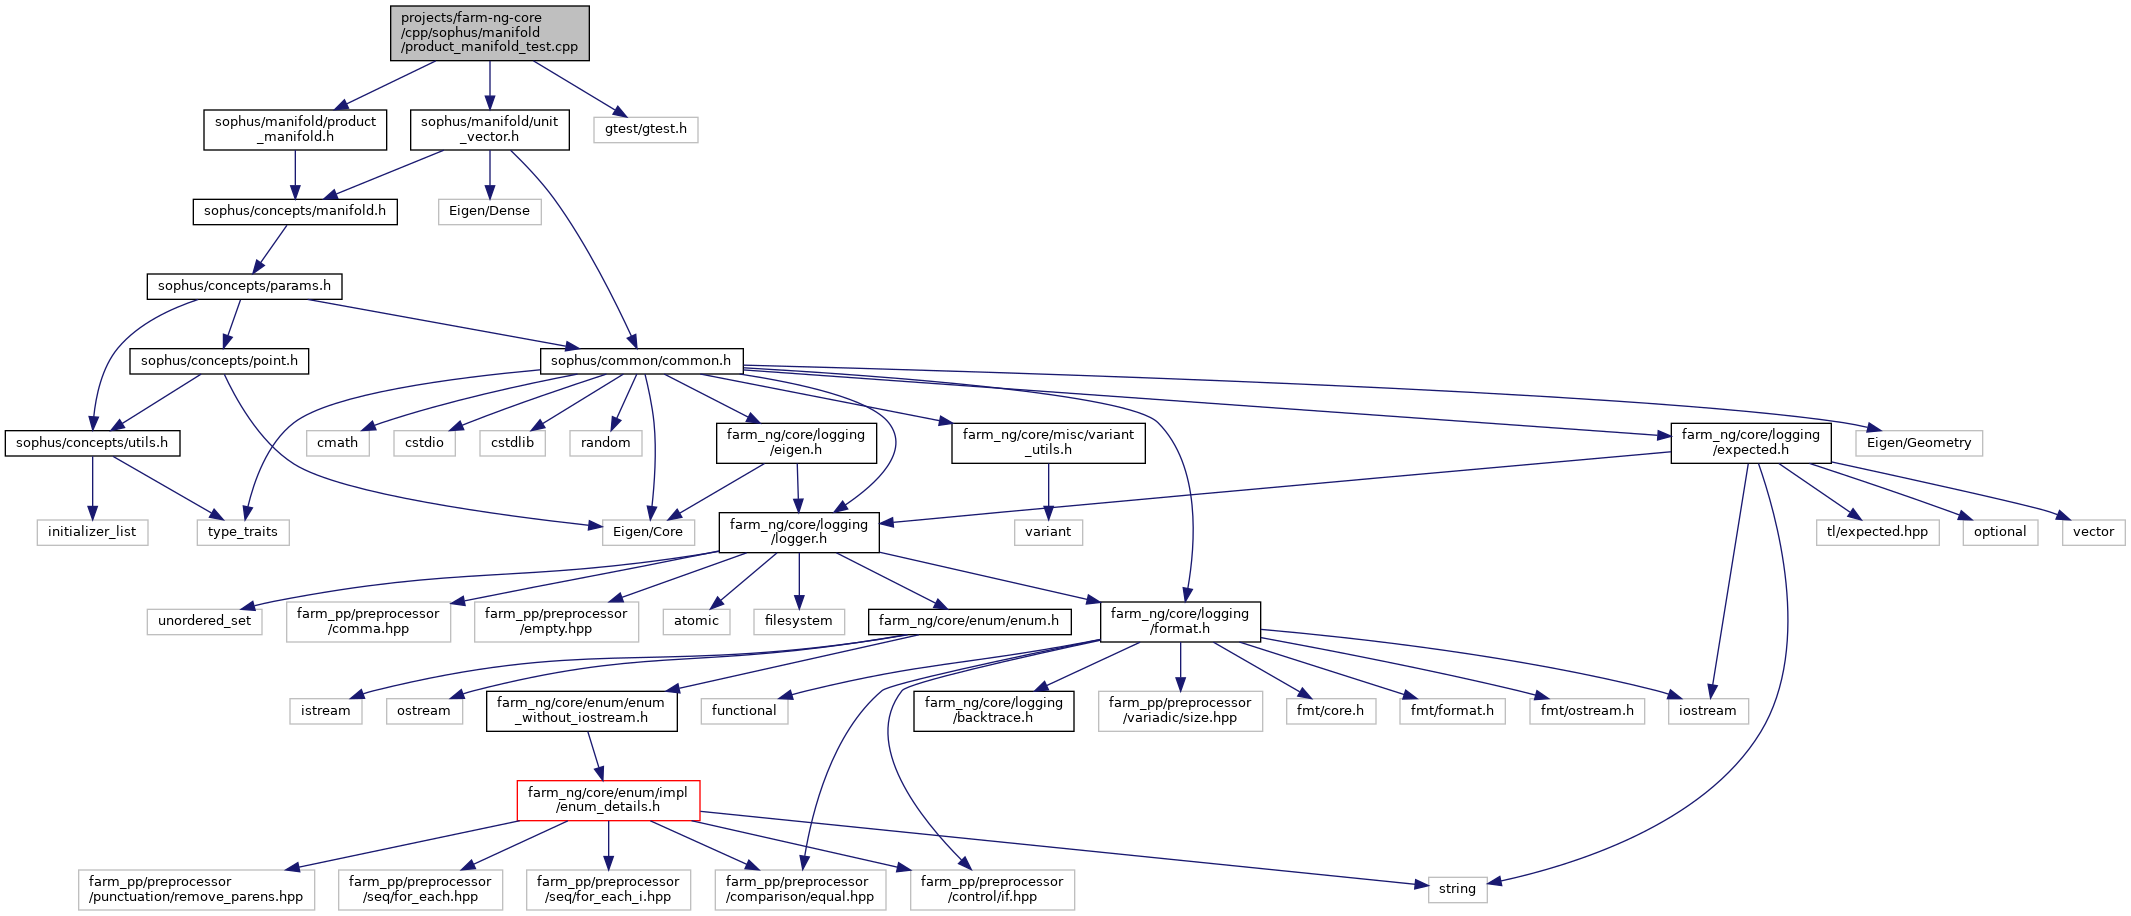 projects/farm-ng-core
/cpp/sophus/manifold
/product_manifold_test.cpp
sophus/manifold/product
_manifold.h
sophus/manifold/unit
_vector.h
gtest/gtest.h
sophus/concepts/manifold.h
Eigen/Dense
sophus/concepts/params.h
sophus/concepts/point.h
sophus/common/common.h
sophus/concepts/utils.h
cmath
cstdio
cstdlib
random
farm_ng/core/logging
/eigen.h
farm_ng/core/misc/variant
_utils.h
farm_ng/core/logging
/expected.h
Eigen/Geometry
initializer_list
type_traits
Eigen/Core
farm_ng/core/logging
/logger.h
variant
tl/expected.hpp
optional
vector
unordered_set
farm_pp/preprocessor
/comma.hpp
farm_pp/preprocessor
/empty.hpp
atomic
filesystem
farm_ng/core/enum/enum.h
farm_ng/core/logging
/format.h
istream
ostream
farm_ng/core/enum/enum
_without_iostream.h
functional
farm_ng/core/logging
/backtrace.h
farm_pp/preprocessor
/variadic/size.hpp
fmt/core.h
fmt/format.h
fmt/ostream.h
iostream
farm_ng/core/enum/impl
/enum_details.h
farm_pp/preprocessor
/punctuation/remove_parens.hpp
farm_pp/preprocessor
/seq/for_each.hpp
farm_pp/preprocessor
/seq/for_each_i.hpp
farm_pp/preprocessor
/comparison/equal.hpp
farm_pp/preprocessor
/control/if.hpp
string